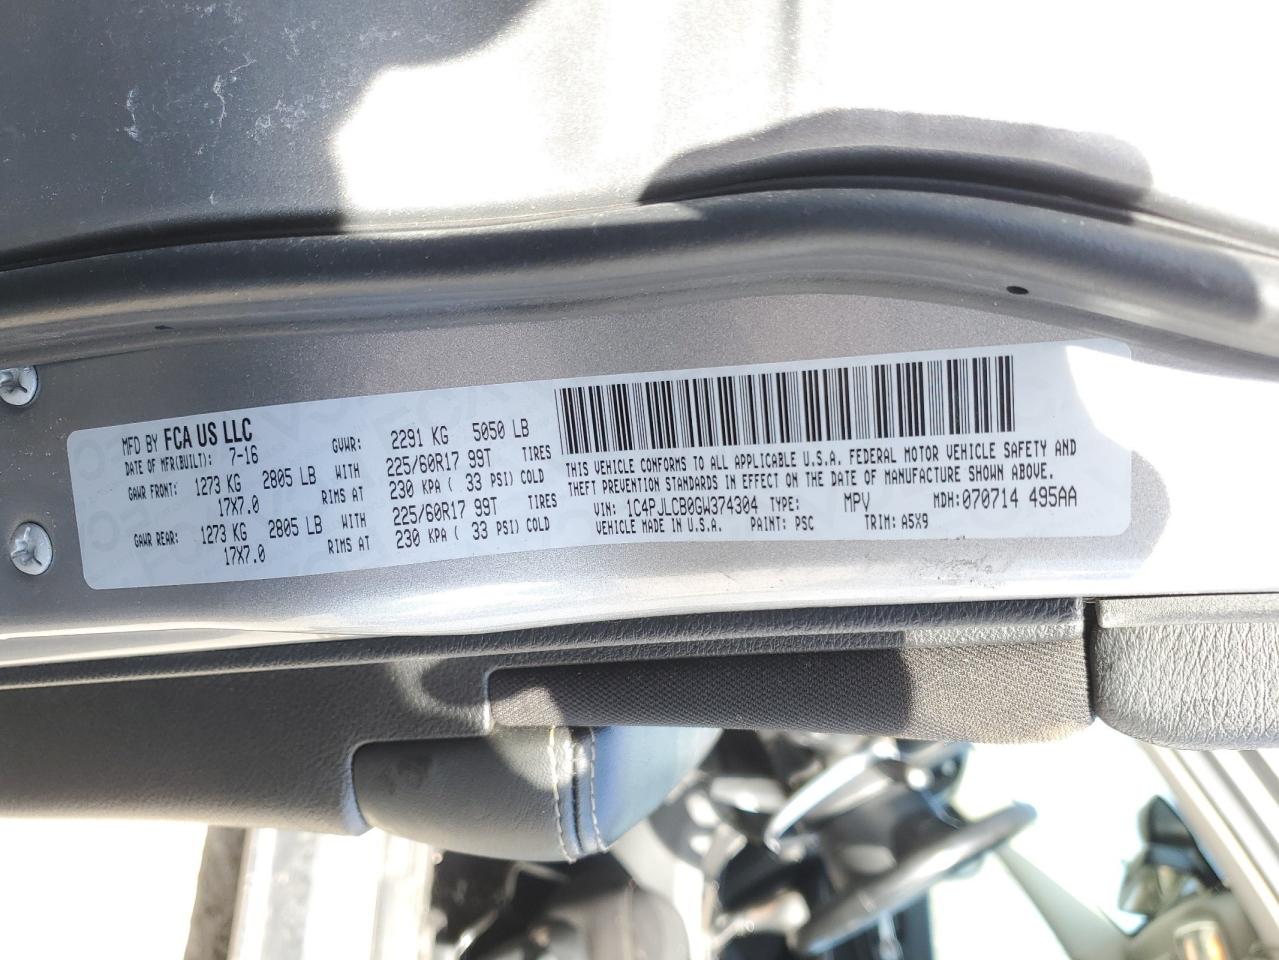 MFD BY FCA US LLC
DATE OF MFR(BUILT): 7-16 GVWR: 2291 KG 5050 LB
GAWR FRONT: 1273 KG 2805 LB WITH 225/60R17 99T TIRES
17X7.0 RIMS AT 230 KPA ( 33 PSI) COLD
GAWR REAR: 1273 KG 2805 LB WITH 225/60R17 99T TIRES
17X7.0 RIMS AT 230 KPA ( 33 PSI) COLD
THIS VEHICLE CONFORMS TO ALL APPLICABLE U.S.A. FEDERAL MOTOR VEHICLE SAFETY AND
THEFT PREVENTION STANDARDS IN EFFECT ON THE DATE OF MANUFACTURE SHOWN ABOVE.
VIN: 1C4PJLCB0GW374304 TYPE: MPV MDH: 070714 495AA
VEHICLE MADE IN U.S.A. PAINT: PSC TRIM: A5X9